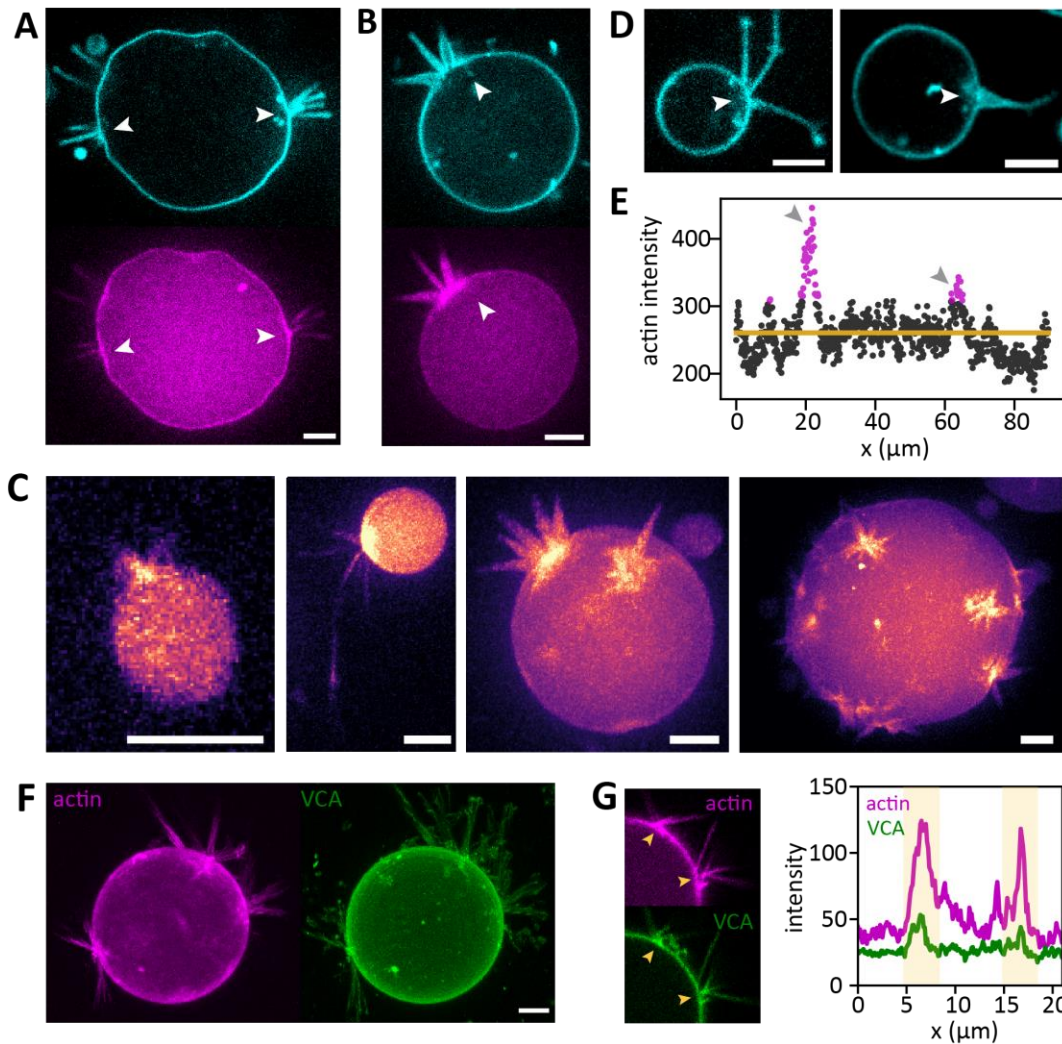 A
B
D
E
actin intensity
400
300
200
0
20
40
60
80
x (μm)
C
F
actin
VCA
G
actin
VCA
intensity
150
100
50
0
actin
VCA
0
5
10
15
20
x (μm)